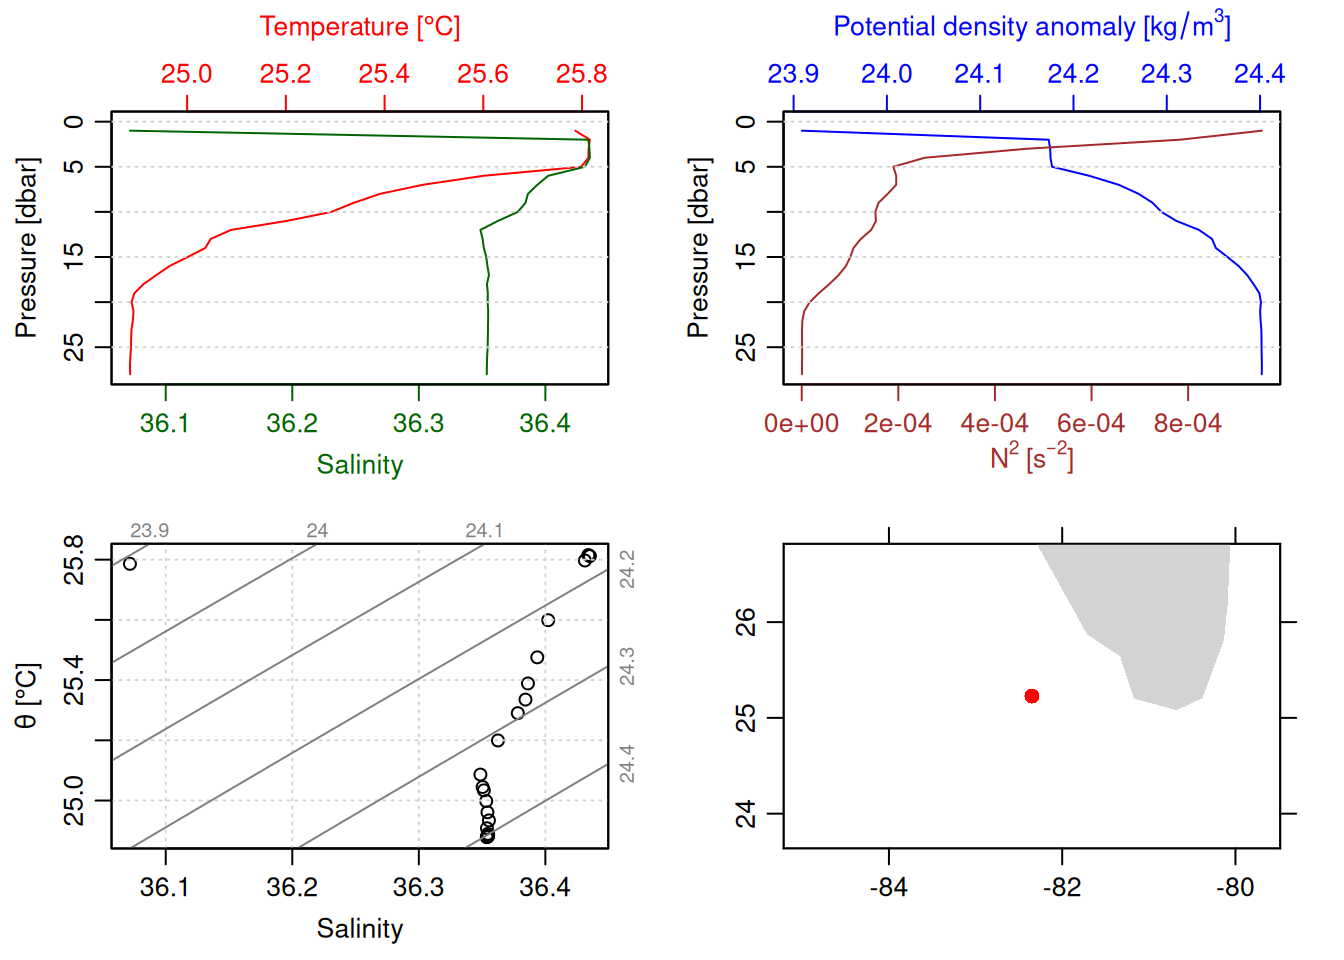 Temperature [°C]
25.0 25.2 25.4 25.6 25.8
Pressure [dbar]
0
5
15
25
36.1 36.2 36.3 36.4
Salinity
Potential density anomaly [kg/m³]
23.9 24.0 24.1 24.2 24.3 24.4
Pressure [dbar]
0
5
15
25
0e+00 2e-04 4e-04 6e-04 8e-04
N² [s⁻²]
23.9 24 24.1
24.2
24.3
24.4
θ [°C]
25.8
25.4
25.0
36.1 36.2 36.3 36.4
Salinity
26
25
24
-84 -82 -80